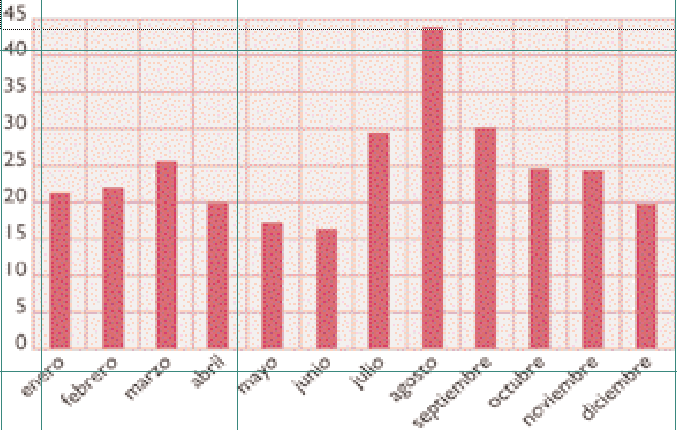 45
40
35
30
25
20
15
10
5
0
enero
febrero
marzo
abril
mayo
junio
julio
agosto
septiembre
octubre
noviembre
diciembre